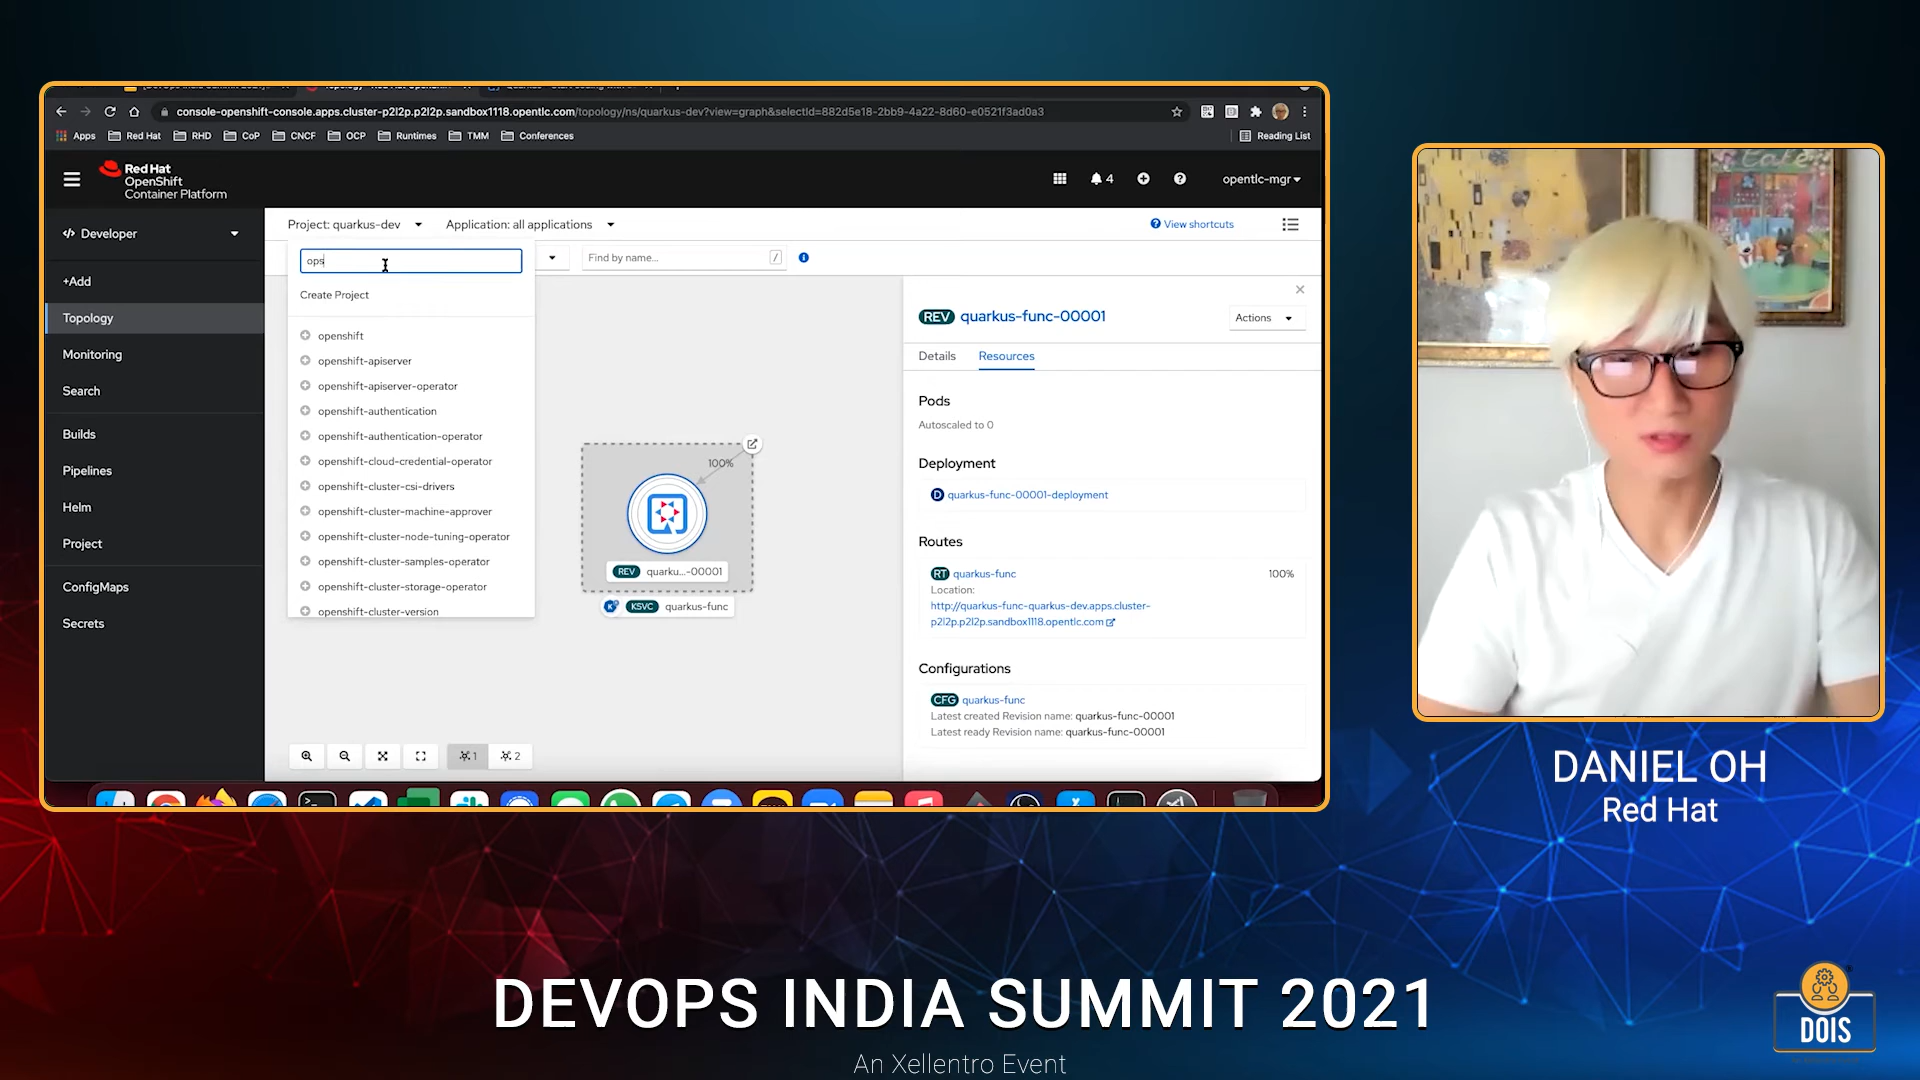 console-openshift-console.apps.cluster-p2l2p.p2l2p.sandbox1118.opentlc.com/topology/ns/quarkus-dev?view=graph&selectId=882d5e18-2bb9-4a22-8d60-e0521f3ad0a3
Apps Red Hat RHD CoP CNCF OCP Runtimes TMM Conferences Reading List
Red Hat
OpenShift
Container Platform
4
opentlc-mgr
</> Developer
+Add
Topology
Monitoring
Search
Builds
Pipelines
Helm
Project
ConfigMaps
Secrets
Project: quarkus-dev Application: all applications View shortcuts
ops
Find by name... /
Create Project
openshift
openshift-apiserver
openshift-apiserver-operator
openshift-authentication
openshift-authentication-operator
openshift-cloud-credential-operator
openshift-cluster-csi-drivers
openshift-cluster-machine-approver
openshift-cluster-node-tuning-operator
openshift-cluster-samples-operator
openshift-cluster-storage-operator
openshift-cluster-version
100%
REV quarku...-00001
KSVC quarkus-func
1 2
REV quarkus-func-00001
Actions
Details Resources
Pods
Autoscaled to 0
Deployment
D quarkus-func-00001-deployment
Routes
RT quarkus-func 100%
Location:
http://quarkus-func-quarkus-dev.apps.cluster-
p2l2p.p2l2p.sandbox1118.opentlc.com
Configurations
CFG quarkus-func
Latest created Revision name: quarkus-func-00001
Latest ready Revision name: quarkus-func-00001
DANIEL OH
Red Hat
DEVOPS INDIA SUMMIT 2021
An Xellentro Event
DOIS